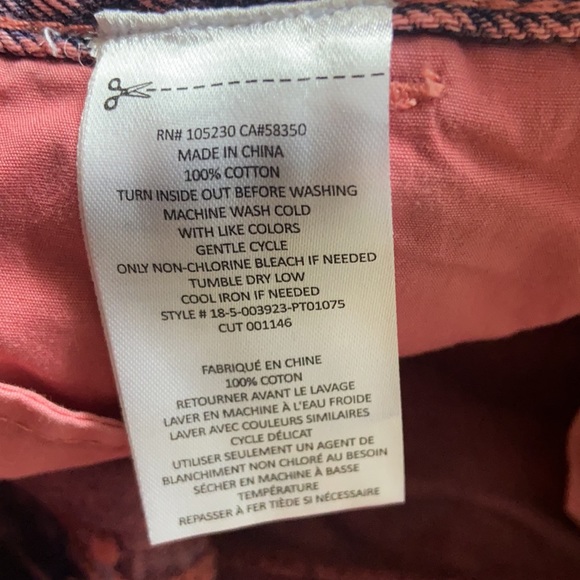 RN# 105230 CA#58350
MADE IN CHINA
100% COTTON
TURN INSIDE OUT BEFORE WASHING
MACHINE WASH COLD
WITH LIKE COLORS
GENTLE CYCLE
ONLY NON-CHLORINE BLEACH IF NEEDED
TUMBLE DRY LOW
COOL IRON IF NEEDED
STYLE # 18-5-003923-PT01075
CUT 001146
FABRIQUÉ EN CHINE
100% COTON
RETOURNER AVANT LE LAVAGE
LAVER EN MACHINE À L'EAU FROIDE
LAVER AVEC COULEURS SIMILAIRES
CYCLE DÉLICAT
UTILISER SEULEMENT UN AGENT DE
BLANCHIMENT NON CHLORÉ AU BESOIN
SÉCHER EN MACHINE À BASSE
TEMPÉRATURE
REPASSER À FER TIÈDE SI NÉCESSAIRE